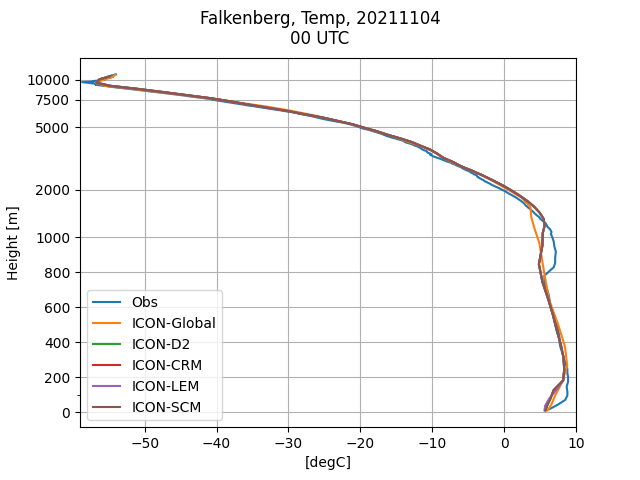 Falkenberg, Temp, 20211104
00 UTC
10000
7500
5000
2000
1000
800
600
400
200
0
Height [m]
Obs
ICON-Global
ICON-D2
ICON-CRM
ICON-LEM
ICON-SCM
−50
−40
−30
−20
−10
0
10
[degC]